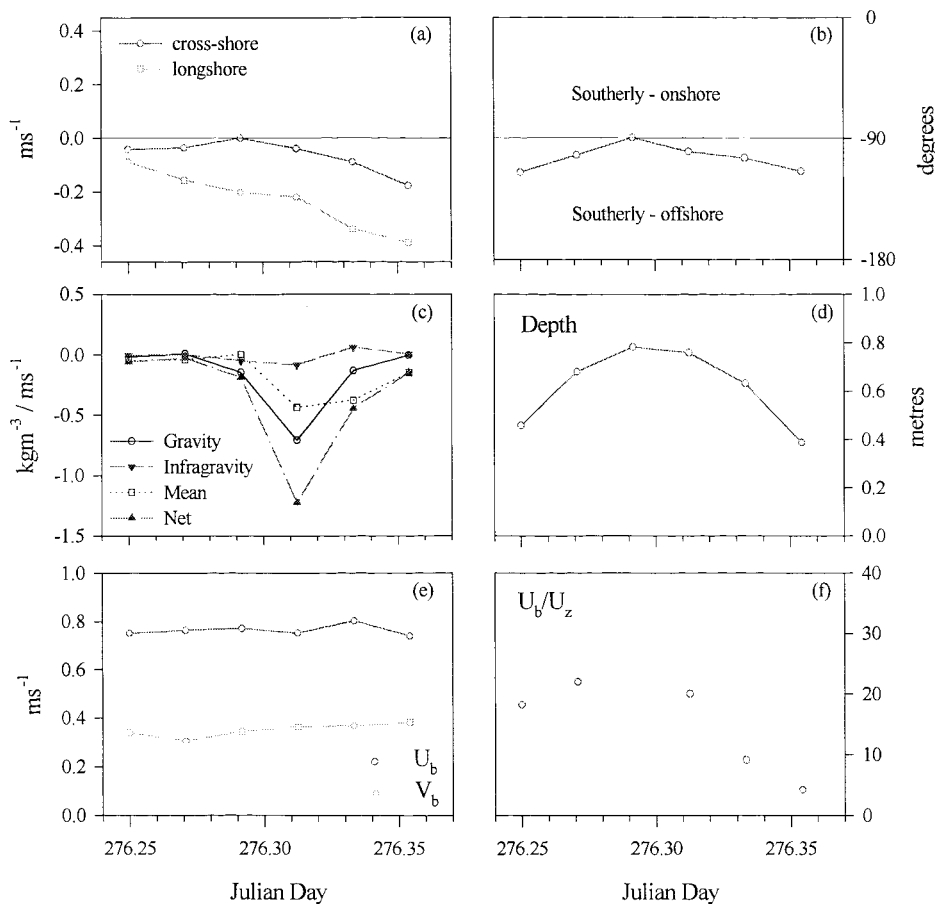 (a)
cross-shore
longshore
0.4
0.2
0.0
-0.2
-0.4
ms⁻¹
(b)
Southerly - onshore
Southerly - offshore
0
-90
-180
degrees
(c)
0.5
0.0
-0.5
-1.0
-1.5
kgm⁻³ / ms⁻¹
Gravity
Infragravity
Mean
Net
(d)
Depth
1.0
0.8
0.6
0.4
0.2
0.0
metres
(e)
1.0
0.8
0.6
0.4
0.2
0.0
ms⁻¹
U_b
V_b
276.25
276.30
276.35
Julian Day
(f)
U_b/U_z
40
30
20
10
0
276.25
276.30
276.35
Julian Day